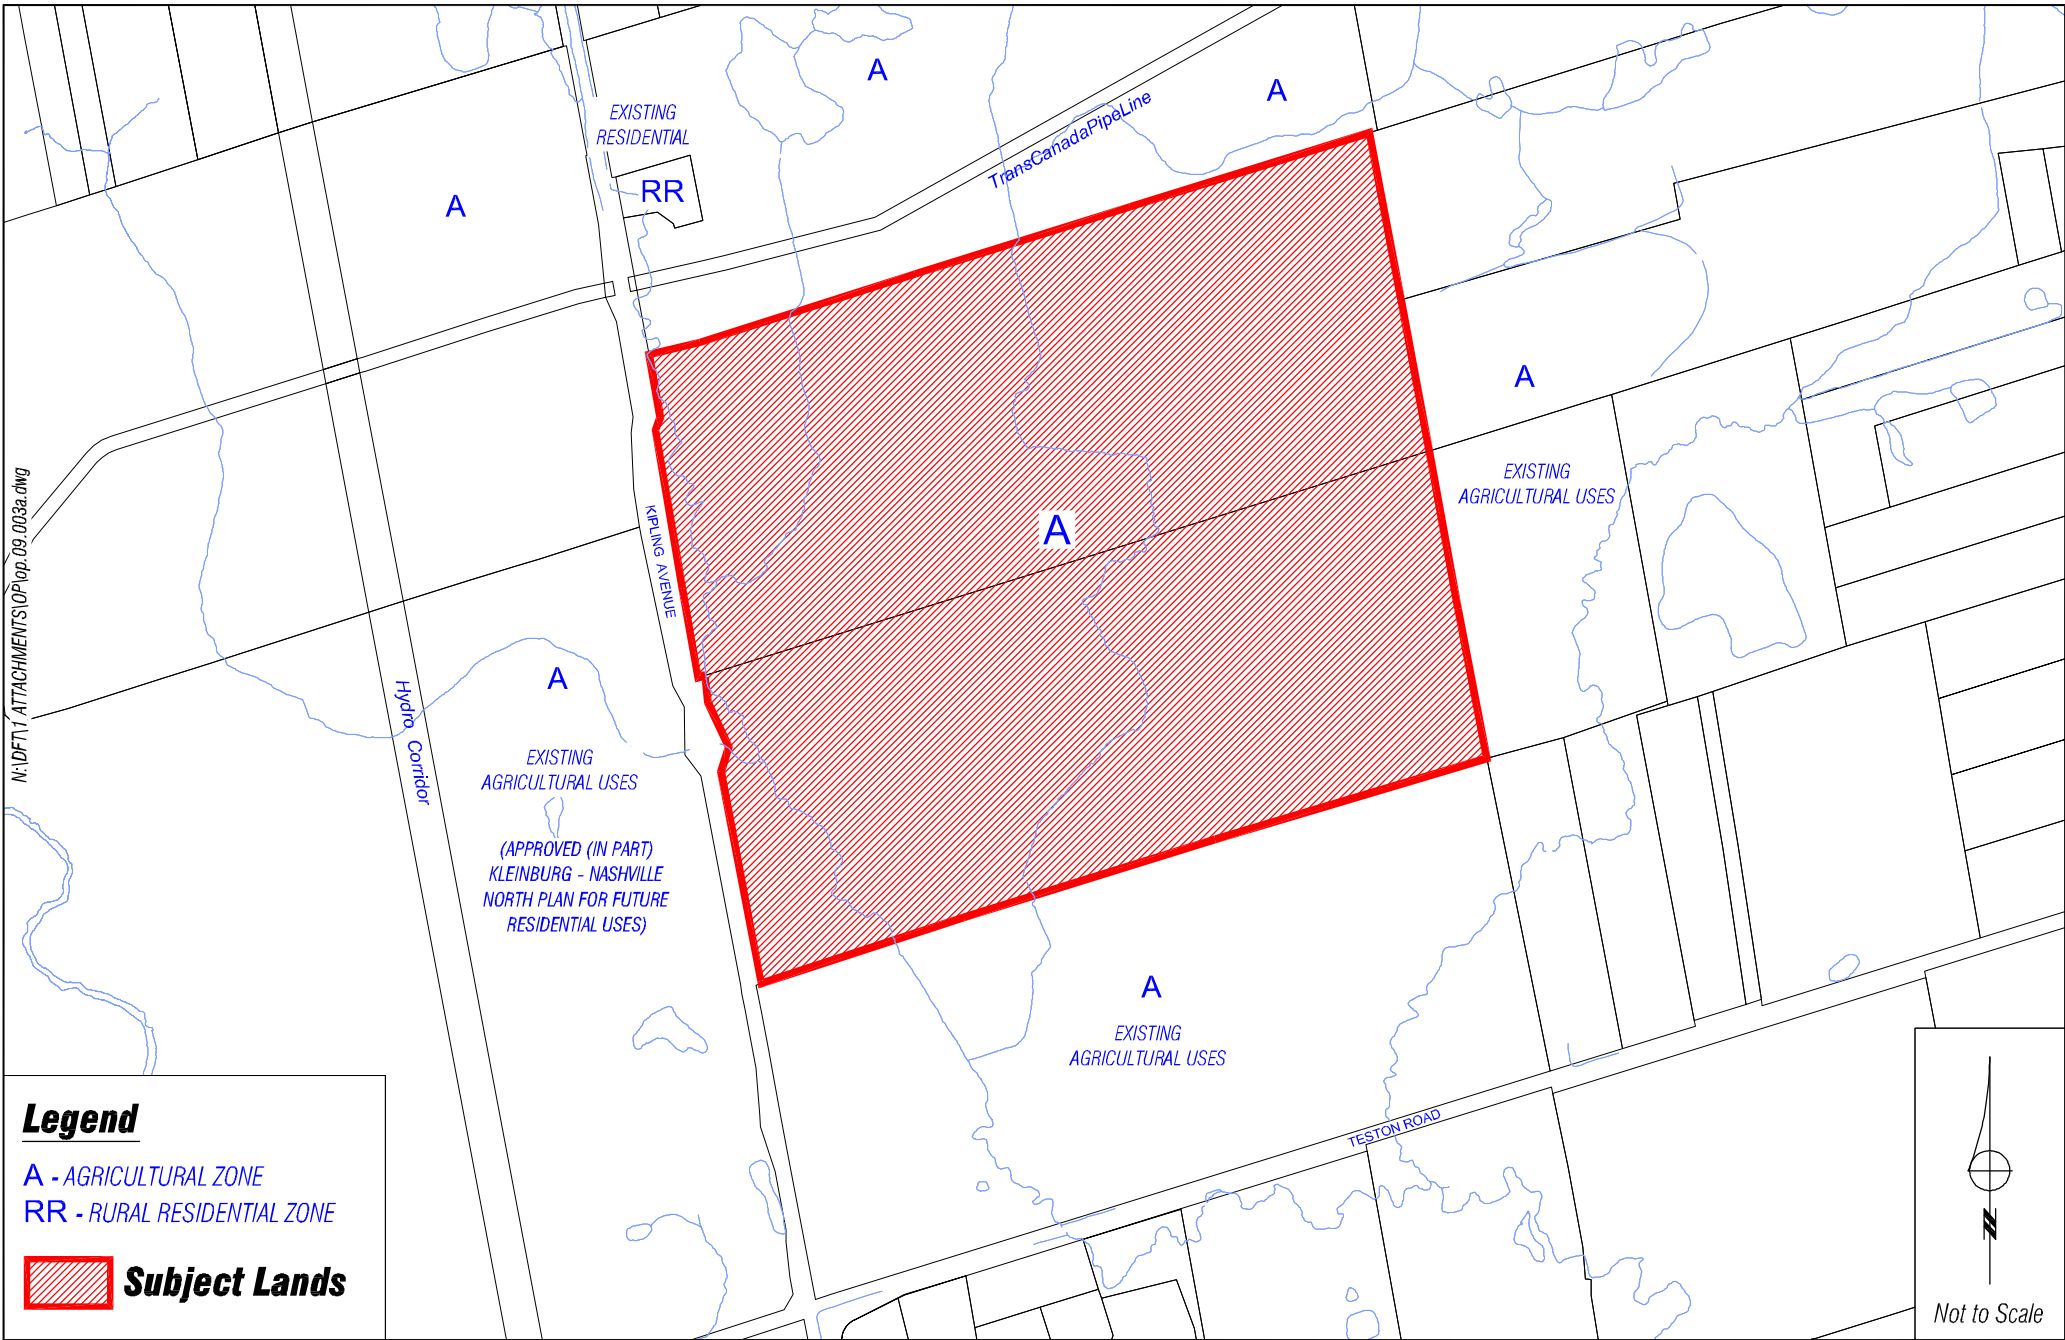 A
A
EXISTING
RESIDENTIAL
TransCanadaPipeLine
RR
A
A
EXISTING
AGRICULTURAL USES
A
KIPLING AVENUE
N:\DFT\1 ATTACHMENTS\OP\op.09.003a.dwg
A
Hydro Corridor
EXISTING
AGRICULTURAL USES
(APPROVED (IN PART)
KLEINBURG - NASHVILLE
NORTH PLAN FOR FUTURE
RESIDENTIAL USES)
A
EXISTING
AGRICULTURAL USES
TESTON ROAD
Legend
A - AGRICULTURAL ZONE
RR - RURAL RESIDENTIAL ZONE
Subject Lands
N
Not to Scale